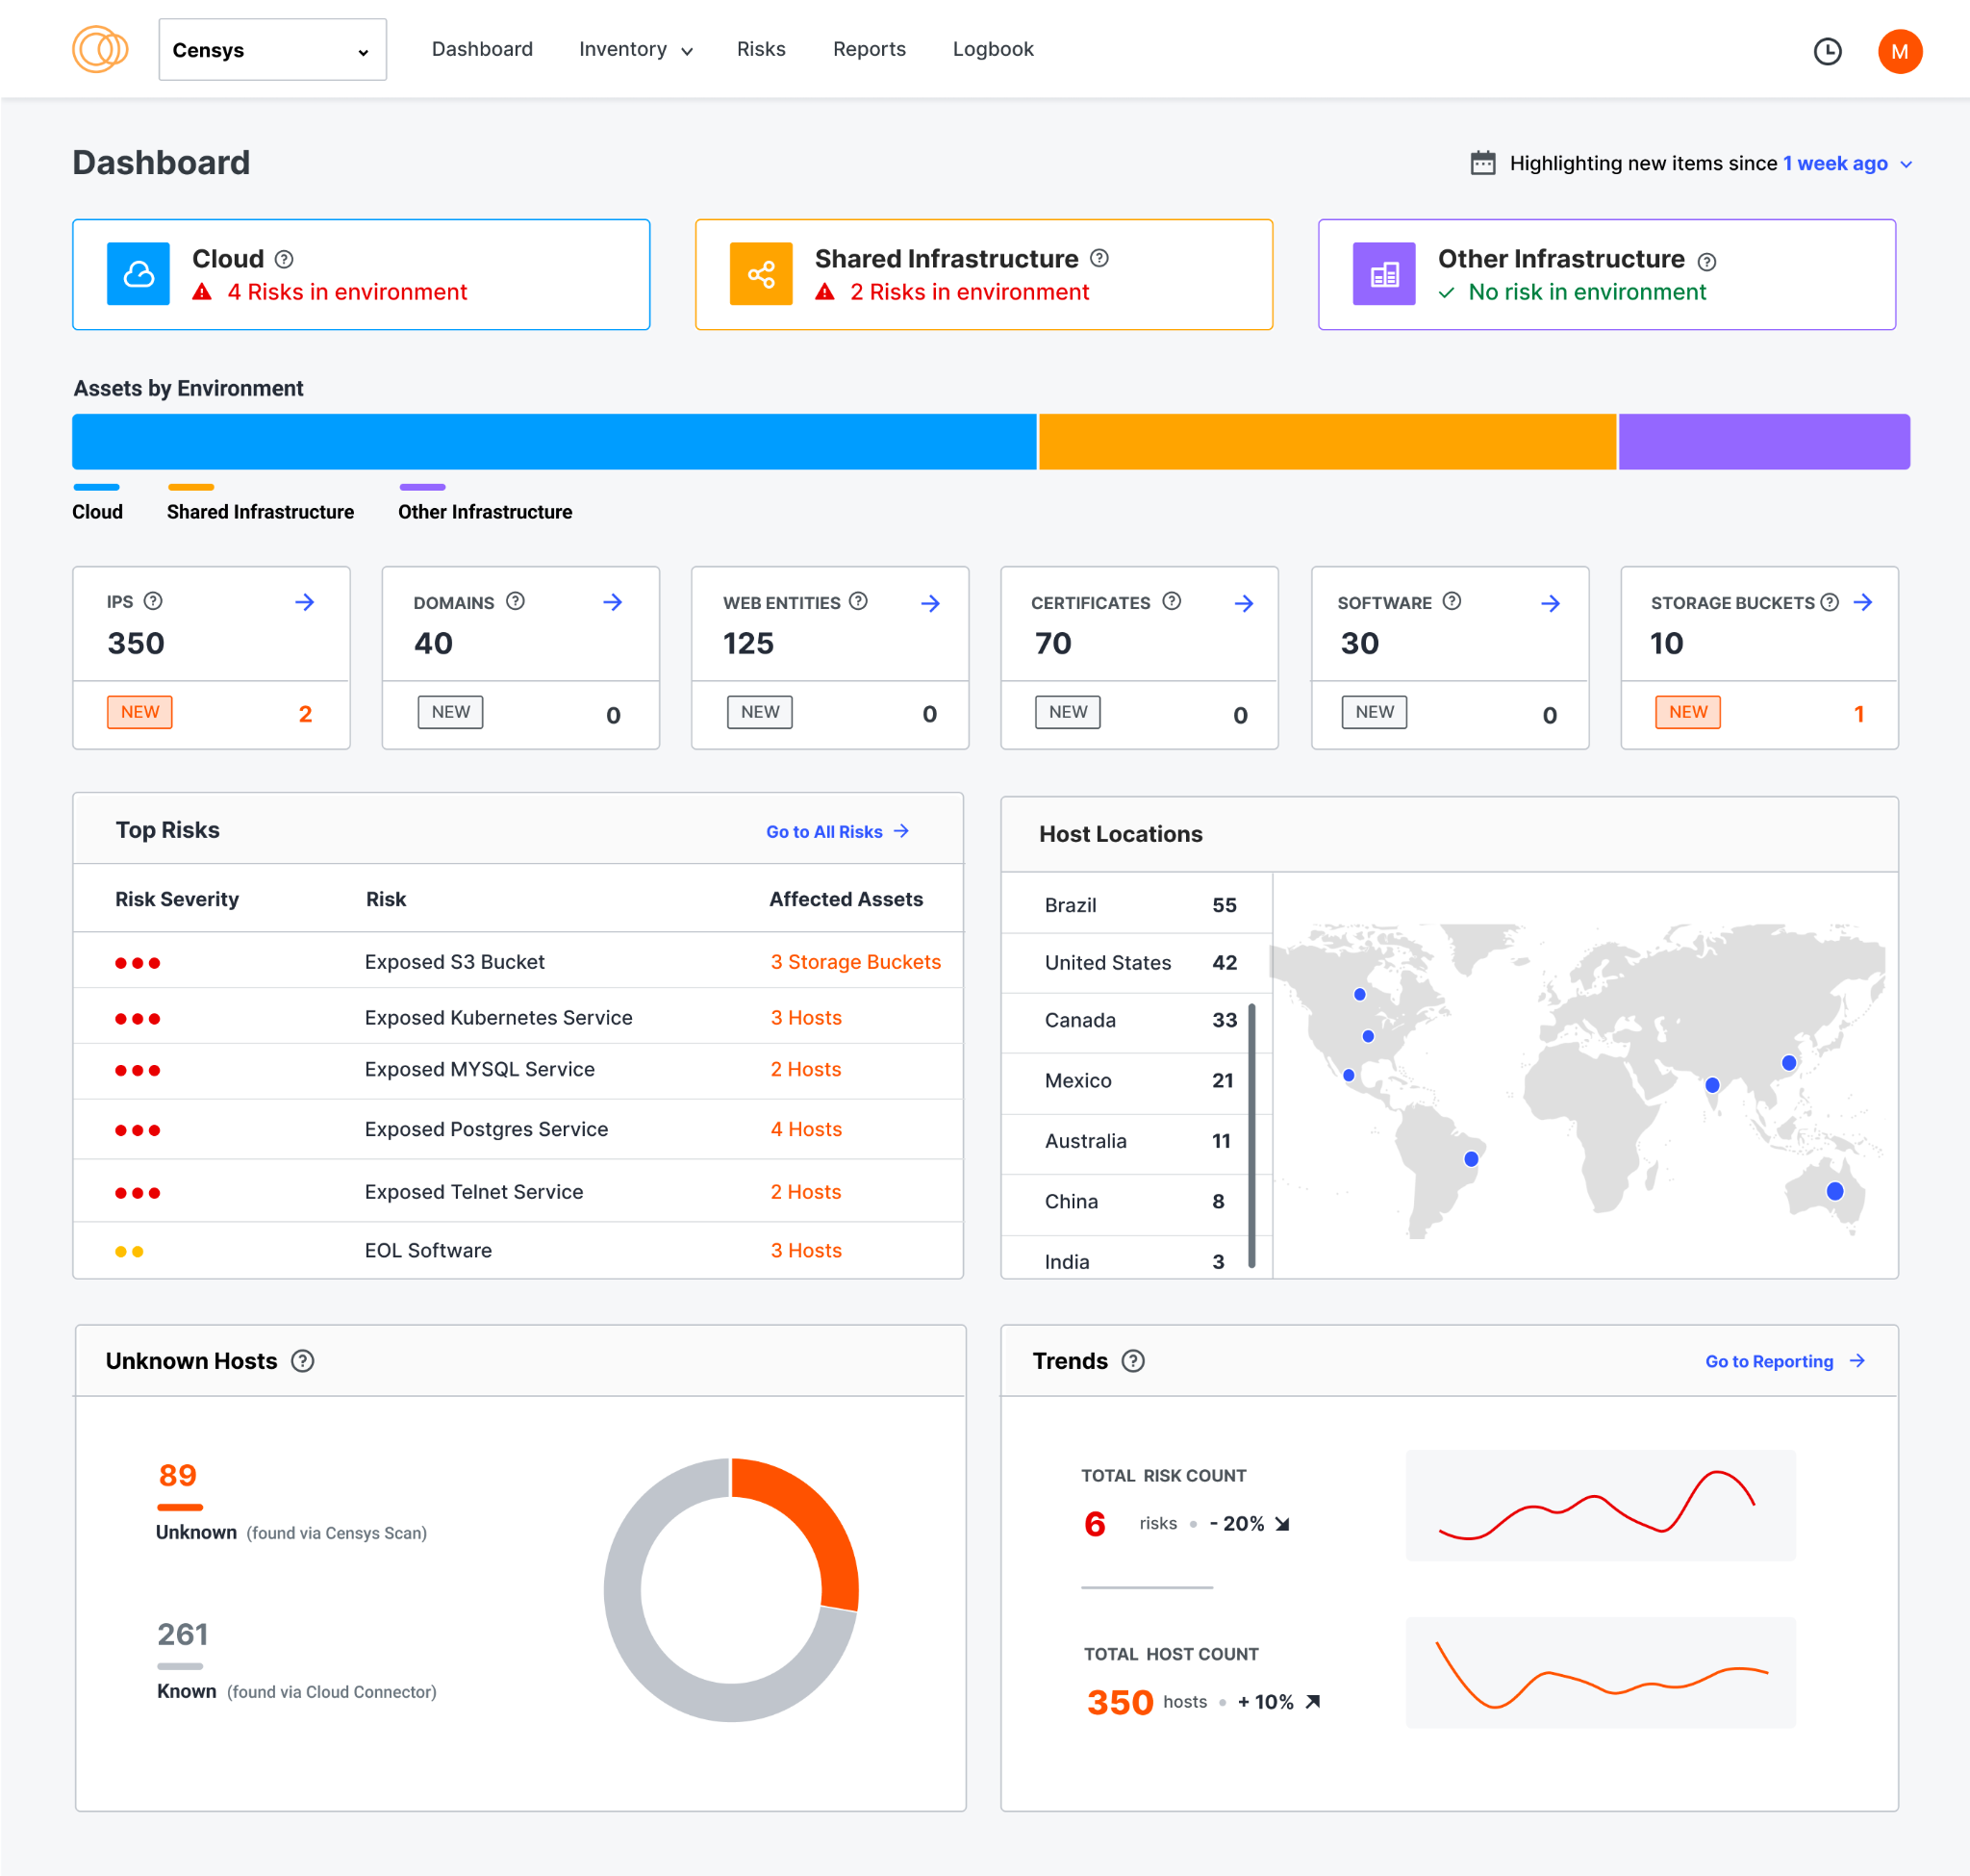 Censys
Dashboard
Inventory
Risks
Reports
Logbook
M
Dashboard
Highlighting new items since 1 week ago
Cloud
4 Risks in environment
Shared Infrastructure
2 Risks in environment
Other Infrastructure
No risk in environment
Assets by Environment
Cloud
Shared Infrastructure
Other Infrastructure
IPS
350
NEW 2
DOMAINS
40
NEW 0
WEB ENTITIES
125
NEW 0
CERTIFICATES
70
NEW 0
SOFTWARE
30
NEW 0
STORAGE BUCKETS
10
NEW 1
Top Risks
Go to All Risks
Risk Severity Risk Affected Assets
Exposed S3 Bucket 3 Storage Buckets
Exposed Kubernetes Service 3 Hosts
Exposed MYSQL Service 2 Hosts
Exposed Postgres Service 4 Hosts
Exposed Telnet Service 2 Hosts
EOL Software 3 Hosts
Host Locations
Brazil 55
United States 42
Canada 33
Mexico 21
Australia 11
China 8
India 3
Unknown Hosts
89
Unknown (found via Censys Scan)
261
Known (found via Cloud Connector)
Trends
Go to Reporting
TOTAL RISK COUNT
6 risks • - 20%
TOTAL HOST COUNT
350 hosts • + 10%